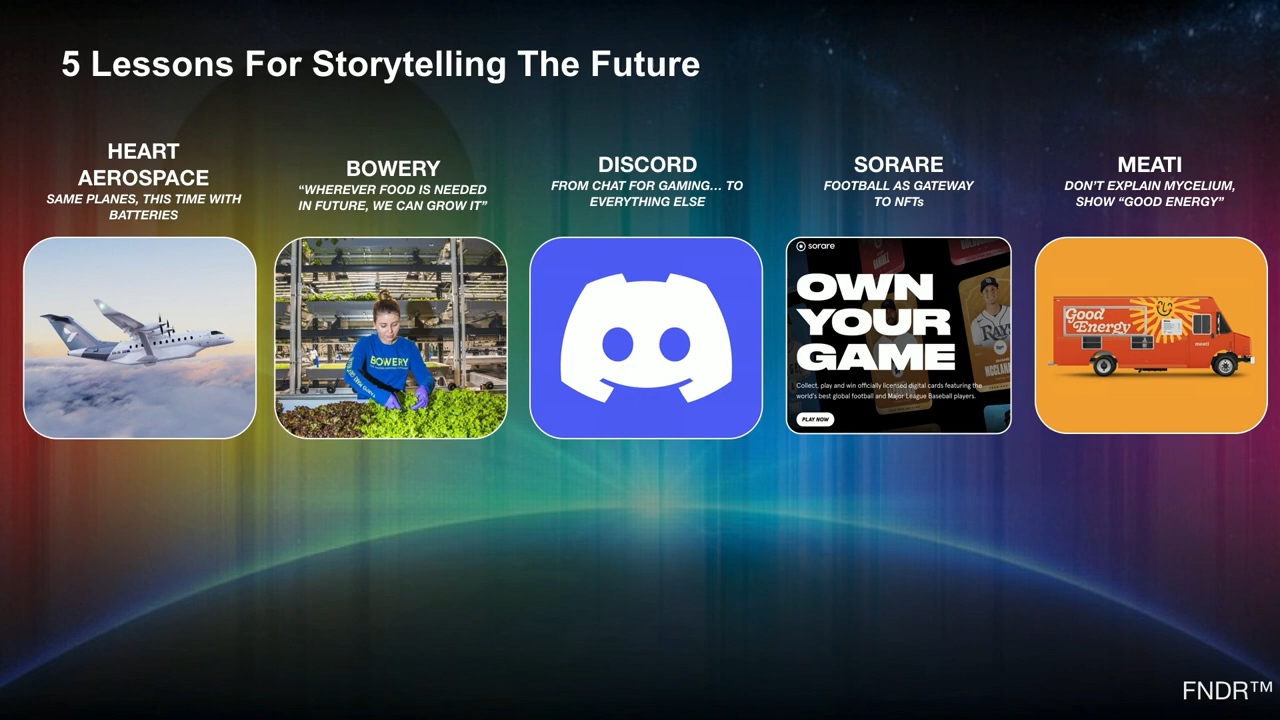 5 Lessons For Storytelling The Future
HEART
AEROSPACE
SAME PLANES, THIS TIME WITH
BATTERIES
BOWERY
“WHEREVER FOOD IS NEEDED
IN FUTURE, WE CAN GROW IT”
DISCORD
FROM CHAT FOR GAMING... TO
EVERYTHING ELSE
SORARE
FOOTBALL AS GATEWAY
TO NFTs
MEATI
DON’T EXPLAIN MYCELIUM,
SHOW “GOOD ENERGY”
BOWERY
sorare
OWN
YOUR
GAME
Collect, play and win officially licensed digital cards featuring the
world's best global football and Major League Baseball players.
PLAY NOW
RAYS
Good
Energy
meati
FNDR™